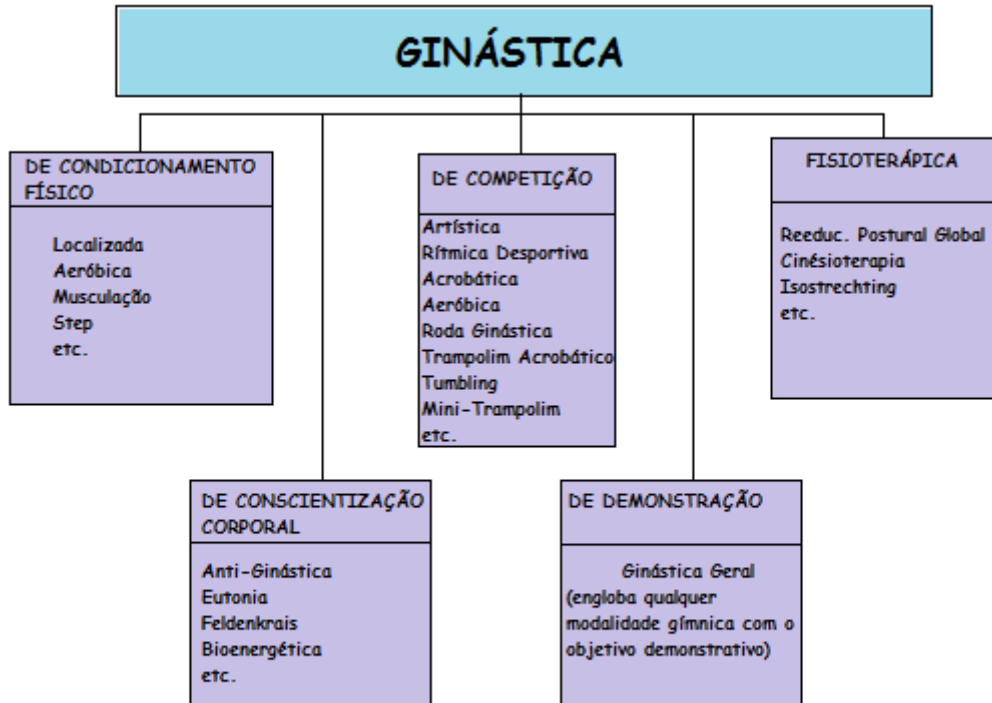 GINÁSTICA
DE CONDICIONAMENTO
FÍSICO
Localizada
Aeróbica
Musculação
Step
etc.
DE COMPETIÇÃO
Artística
Rítmica Desportiva
Acrobática
Aeróbica
Roda Ginástica
Trampolim Acrobático
Tumbling
Mini-Trampolim
etc.
FISIOTERÁPICA
Reeduc. Postural Global
Cinésioterapia
Isostrechting
etc.
DE CONSCIENTIZAÇÃO
CORPORAL
Anti-Ginástica
Eutonia
Feldenkrais
Bioenergética
etc.
DE DEMONSTRAÇÃO
Ginástica Geral
(engloba qualquer
modalidade gímnica com o
objetivo demonstrativo)